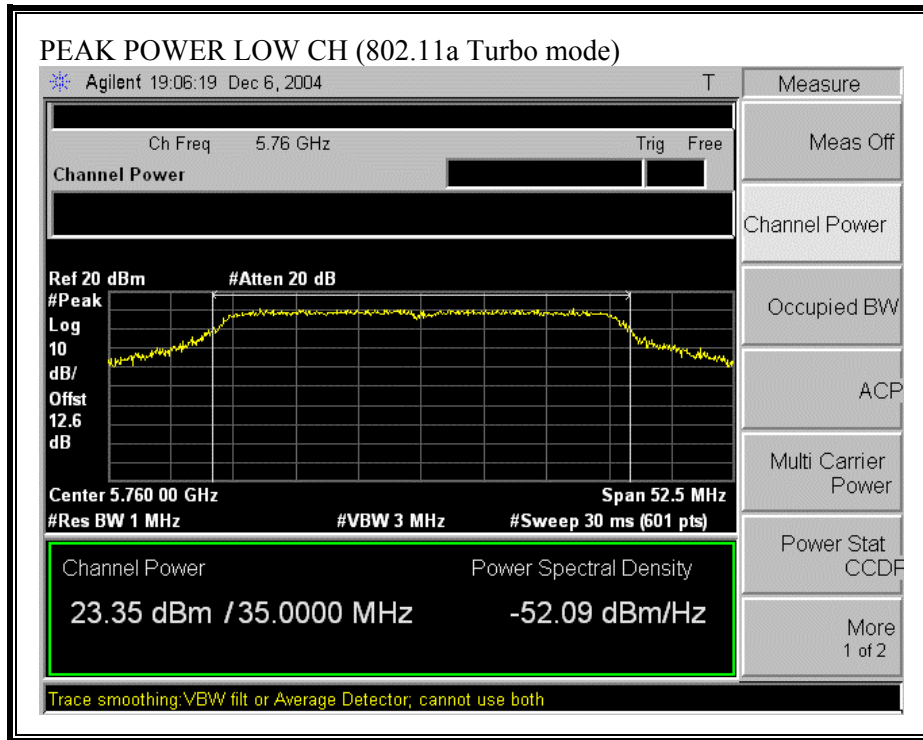 PEAK POWER LOW CH (802.11a Turbo mode)
Agilent 19:06:19 Dec 6, 2004 T
Measure
Ch Freq 5.76 GHz Trig Free
Channel Power
Meas Off
Channel Power
Occupied BW
ACP
Multi Carrier
Power
Power Stat
CCDF
More
1 of 2
Ref 20 dBm #Atten 20 dB
#Peak
Log
10
dB/
Offst
12.6
dB
Center 5.760 00 GHz Span 52.5 MHz
#Res BW 1 MHz #VBW 3 MHz #Sweep 30 ms (601 pts)
Channel Power Power Spectral Density
23.35 dBm / 35.0000 MHz -52.09 dBm/Hz
Trace smoothing:VBW filt or Average Detector; cannot use both